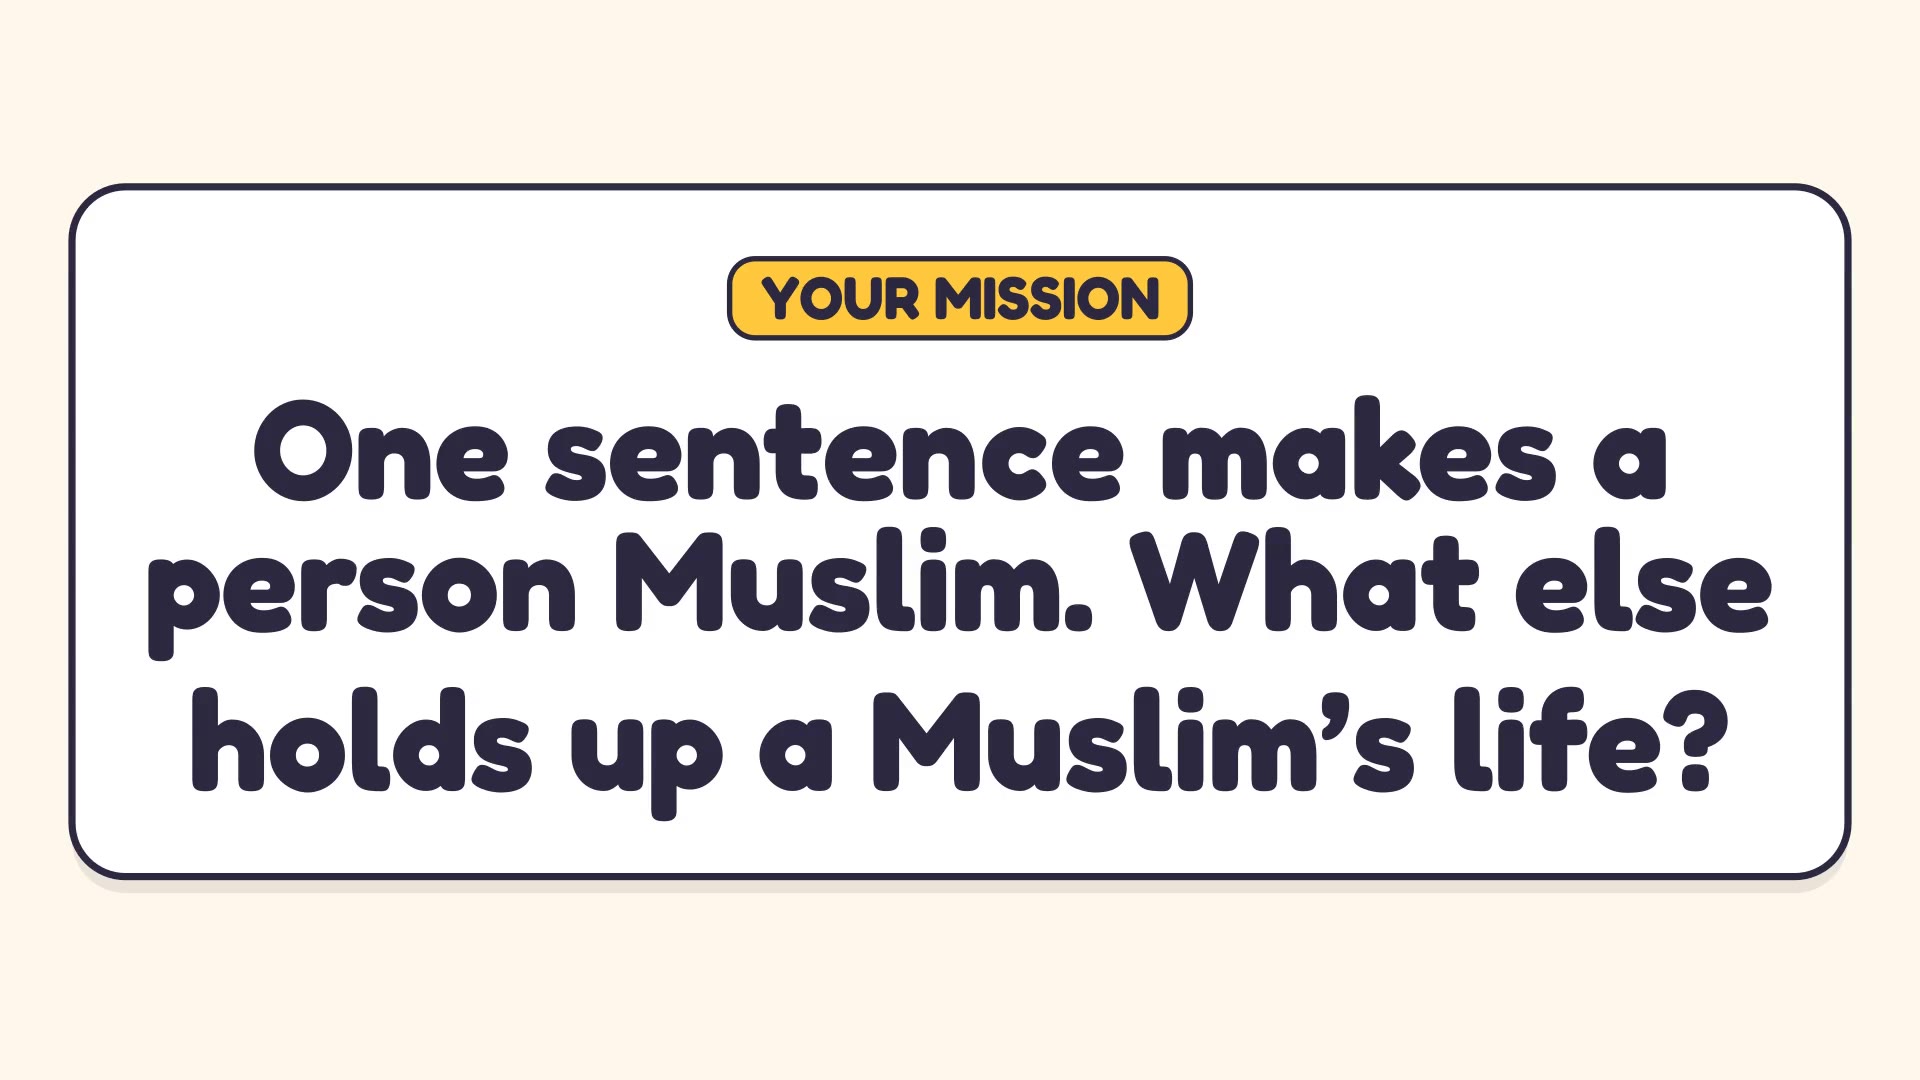 YOUR MISSION
One sentence makes a
person Muslim. What else
holds up a Muslim’s life?